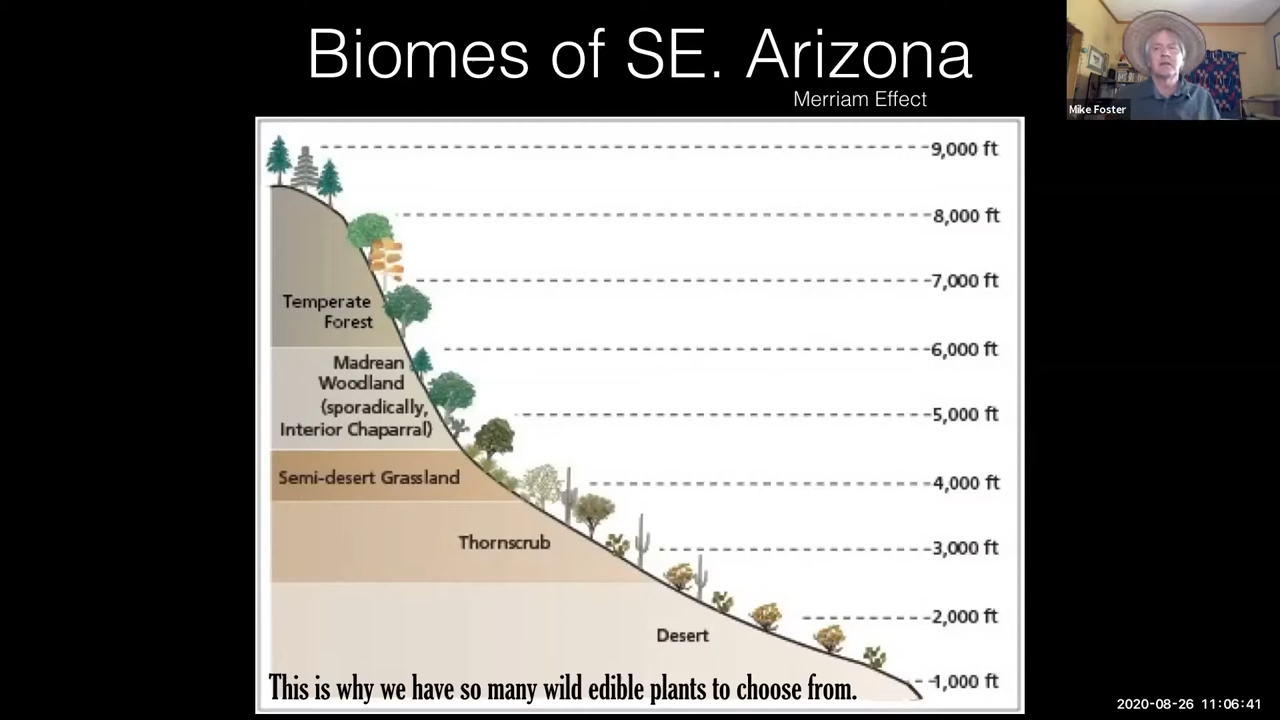 Biomes of SE. Arizona
Merriam Effect
Mike Foster
9,000 ft
8,000 ft
7,000 ft
Temperate
Forest
6,000 ft
Madrean
Woodland
(sporadically,
Interior Chaparral)
5,000 ft
Semi-desert Grassland
4,000 ft
Thornscrub
3,000 ft
2,000 ft
Desert
1,000 ft
This is why we have so many wild edible plants to choose from.
2020-08-26 11:06:41